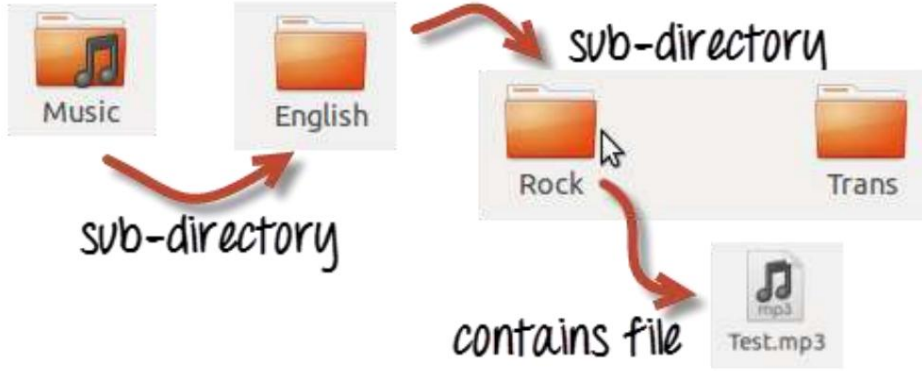 Music
English
sub-directory
sub-directory
Rock
Trans
contains file
mp3
Test.mp3